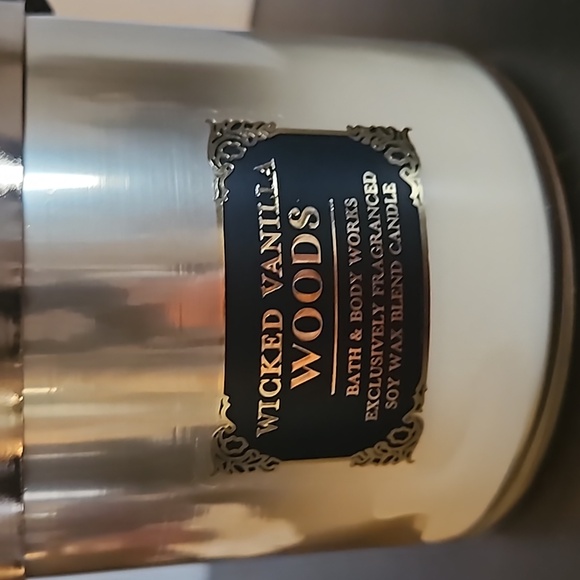 WICKED VANILLA
WOODS
BATH & BODY WORKS
EXCLUSIVELY FRAGRANCED
SOY WAX BLEND CANDLE